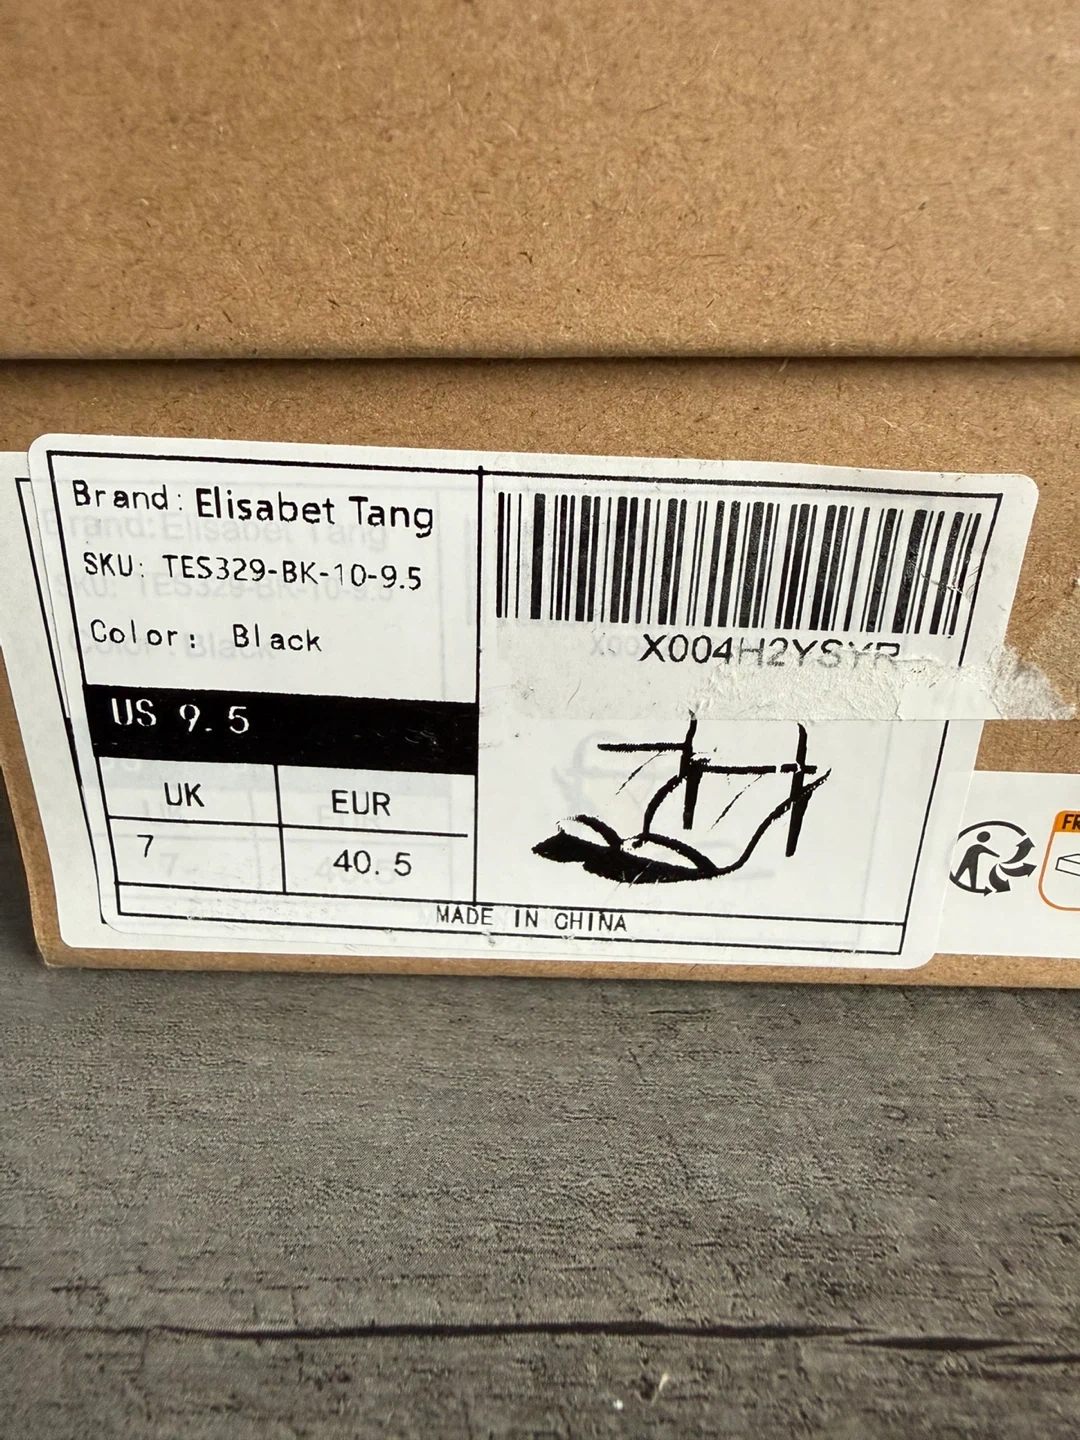 Brand: Elisabet Tang
SKU: TES329-BK-10-9.5
Color: Black
US 9.5
UK
EUR
7
40.5
X004H2YSYR
MADE IN CHINA
FR